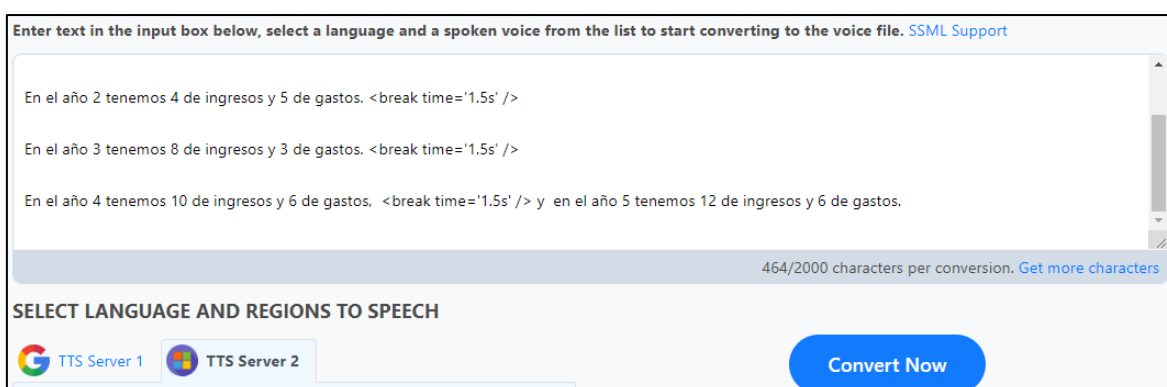 Enter text in the input box below, select a language and a spoken voice from the list to start converting to the voice file. SSML Support
En el año 2 tenemos 4 de ingresos y 5 de gastos. <break time='1.5s' />
En el año 3 tenemos 8 de ingresos y 3 de gastos. <break time='1.5s' />
En el año 4 tenemos 10 de ingresos y 6 de gastos,  <break time='1.5s' /> y  en el año 5 tenemos 12 de ingresos y 6 de gastos.
464/2000 characters per conversion. Get more characters
SELECT LANGUAGE AND REGIONS TO SPEECH
TTS Server 1 TTS Server 2 Convert Now